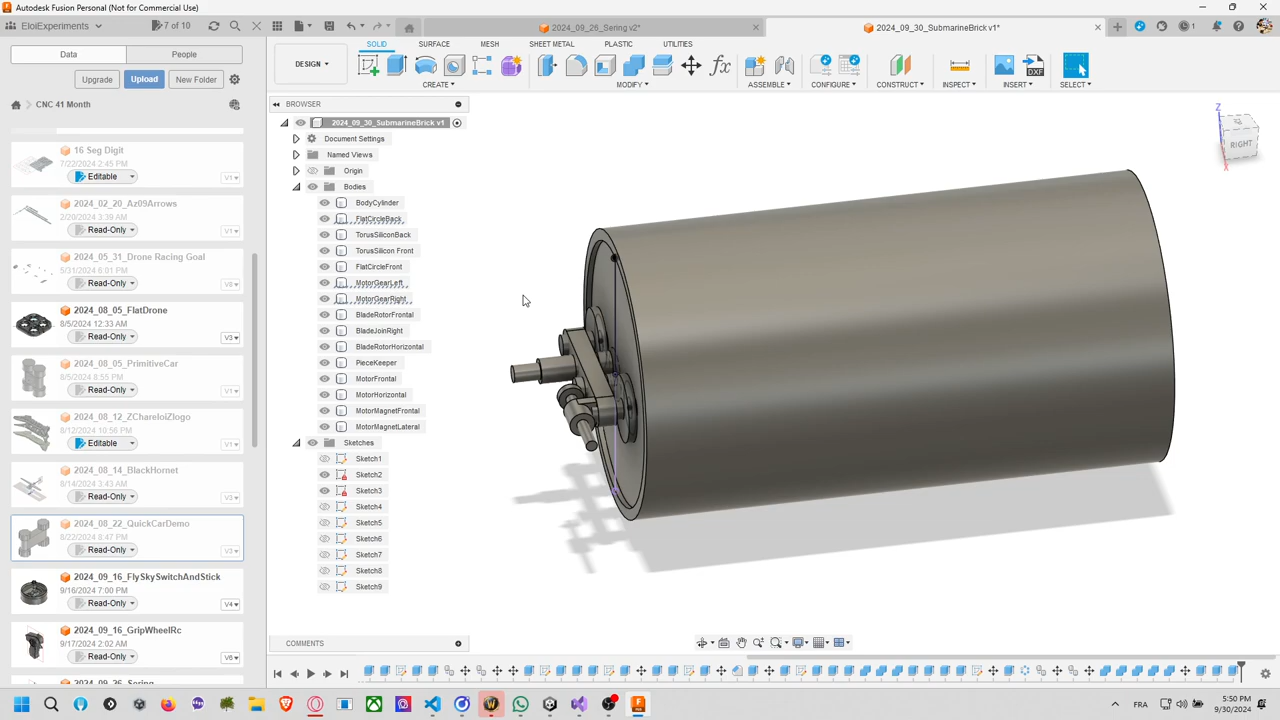 Autodesk Fusion Personal (Not for Commercial Use)
EloiExperiments
7 of 10
2024_09_26_Sering v2*
2024_09_30_SubmarineBrick v1*
1
Data
People
Upgrade
Upload
New Folder
CNC 41 Month
16 Seg Digit
7/22/2024 2:45 PM
Editable
V1
2024_02_20_Az09Arrows
2/20/2024 3:39 AM
Read-Only
V1
2024_05_31_Drone Racing Goal
5/31/2024 6:01 PM
Read-Only
2024_08_05_FlatDrone
8/5/2024 12:33 AM
Read-Only
V3
2024_08_05_PrimitiveCar
8/5/2024 8:55 PM
Read-Only
2024_08_12_ZChareloiZlogo
8/12/2024 10:56 PM
Editable
V1
2024_08_14_BlackHornet
8/14/2024 3:43 AM
Read-Only
2024_08_22_QuickCarDemo
8/22/2024 8:47 PM
Read-Only
V3
2024_09_16_FlySkySwitchAndStick
9/16/2024 7:00 PM
Read-Only
V4
2024_09_16_GripWheelRc
9/17/2024 2:02 AM
Read-Only
V6
DESIGN
SOLID
SURFACE
MESH
SHEET METAL
PLASTIC
UTILITIES
fx
DXF
CREATE
MODIFY
ASSEMBLE
CONFIGURE
CONSTRUCT
INSPECT
INSERT
SELECT
BROWSER
2024_09_30_SubmarineBrick v1
Document Settings
Named Views
Origin
Bodies
BodyCylinder
FlatCircleBack
TorusSiliconBack
TorusSilicon Front
FlatCircleFront
MotorGearLeft
MotorGearRight
BladeRotorFrontal
BladeJoinRight
BladeRotorHorizontal
PieceKeeper
MotorFrontal
MotorHorizontal
MotorMagnetFrontal
MotorMagnetLateral
Sketches
Sketch1
Sketch2
Sketch3
Sketch4
Sketch5
Sketch6
Sketch7
Sketch8
Sketch9
Z
RIGHT
X
COMMENTS
FRA
5:50 PM
9/30/2024